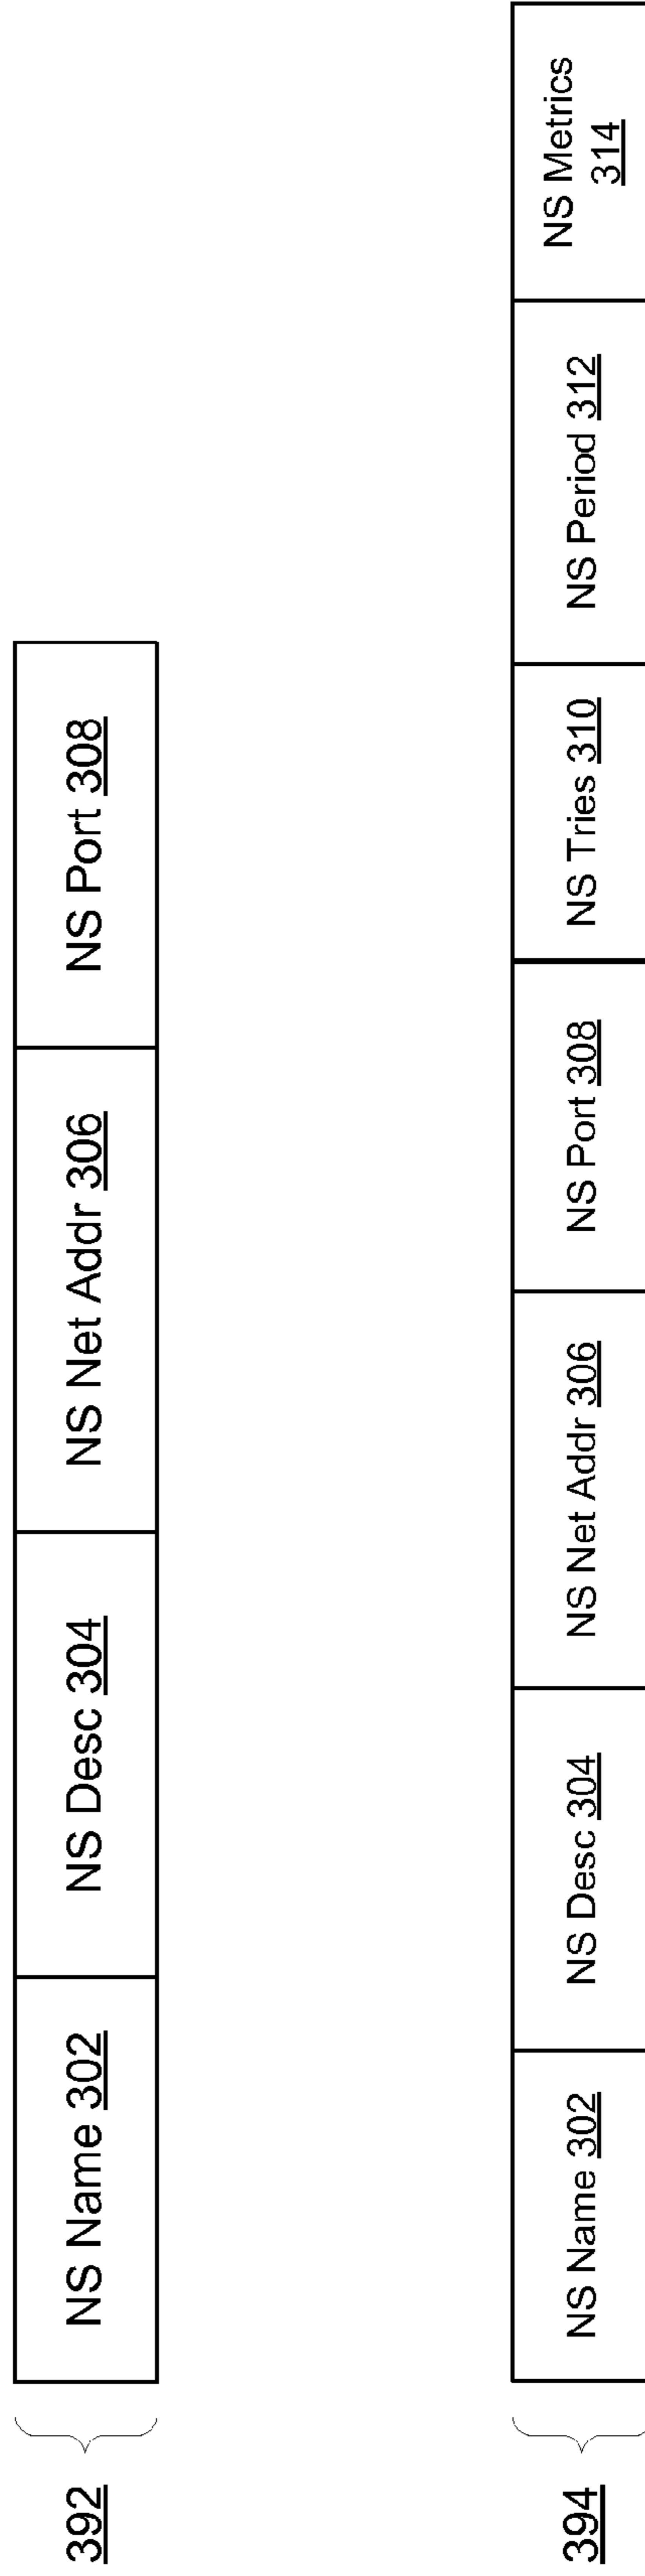 392
NS Name 302
NS Desc 304
NS Net Addr 306
NS Port 308
394
NS Name 302
NS Desc 304
NS Net Addr 306
NS Port 308
NS Tries 310
NS Period 312
NS Metrics
314